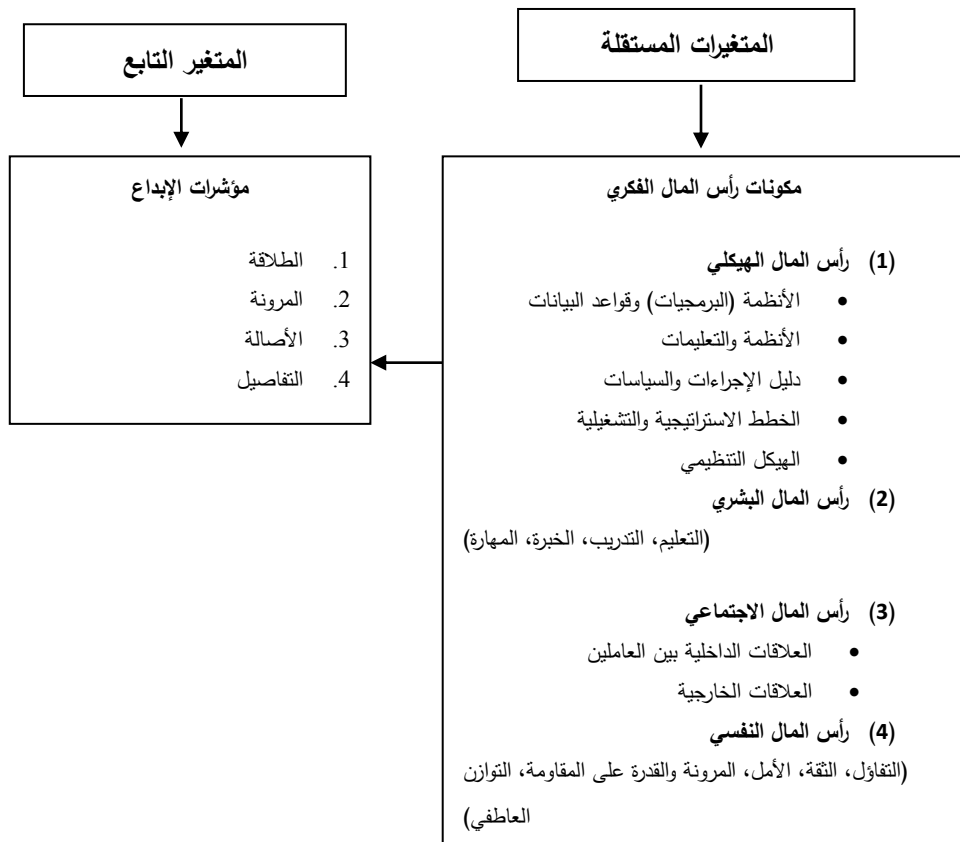 المتغيرات المستقلة
المتغير التابع
مكونات رأس المال الفكري
(1) رأس المال الهيكلي
• الأنظمة (البرمجيات) وقواعد البيانات
• الأنظمة والتعليمات
• دليل الإجراءات والسياسات
• الخطط الاستراتيجية والتشغيلية
• الهيكل التنظيمي
(2) رأس المال البشري
(التعليم، التدريب، الخبرة، المهارة)
(3) رأس المال الاجتماعي
• العلاقات الداخلية بين العاملين
• العلاقات الخارجية
(4) رأس المال النفسي
(التفاؤل، الثقة، الأمل، المرونة والقدرة على المقاومة، التوازن
العاطفي)
مؤشرات الإبداع
1. الطلاقة
2. المرونة
3. الأصالة
4. التفاصيل